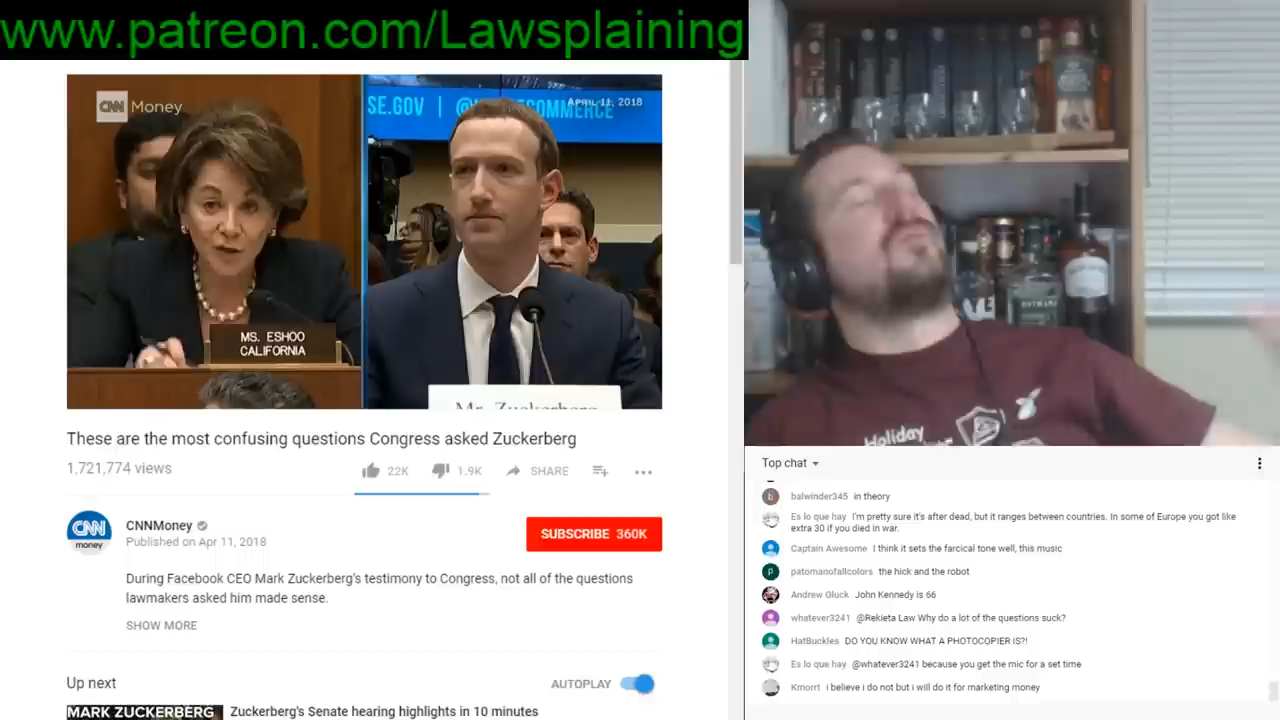 www.patreon.com/Lawsplaining
CNN Money
SE.GOV | @
COMMERCE
APRIL 11, 2018
MS. ESHOO
CALIFORNIA
Mr. Zuckerberg
These are the most confusing questions Congress asked Zuckerberg
1,721,774 views
22K
1.9K
SHARE
CNN
money
CNNMoney
Published on Apr 11, 2018
SUBSCRIBE 360K
During Facebook CEO Mark Zuckerberg's testimony to Congress, not all of the questions
lawmakers asked him made sense.
SHOW MORE
Up next
AUTOPLAY
MARK ZUCKERBERG
Zuckerberg's Senate hearing highlights in 10 minutes
Holiday
Top chat
balwinder345 in theory
Es lo que hay I'm pretty sure it's after dead, but it ranges between countries. In some of Europe you got like
extra 30 if you died in war.
Captain Awesome I think it sets the farcical tone well, this music
patomanofallcolors the hick and the robot
Andrew Gluck John Kennedy is 66
whatever3241 @Rekieta Law Why do a lot of the questions suck?
HatBuckles DO YOU KNOW WHAT A PHOTOCOPIER IS?!
Es lo que hay @whatever3241 because you get the mic for a set time
Kmorrt i believe i do not but i will do it for marketing money